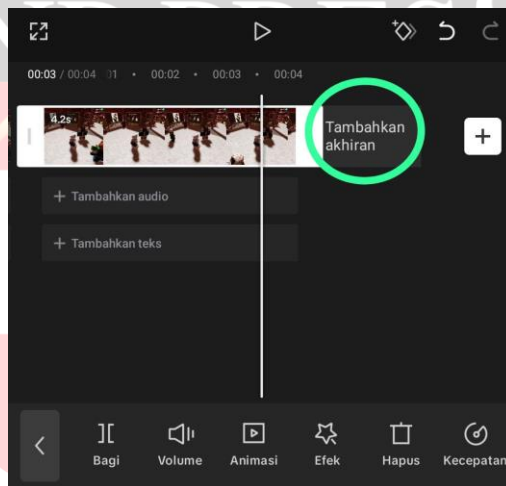 00:03 / 00:04 01 • 00:02 • 00:03 • 00:04
4,2s
Tambahkan
akhiran
+
+ Tambahkan audio
+ Tambahkan teks
Bagi Volume Animasi Efek Hapus Kecepatan